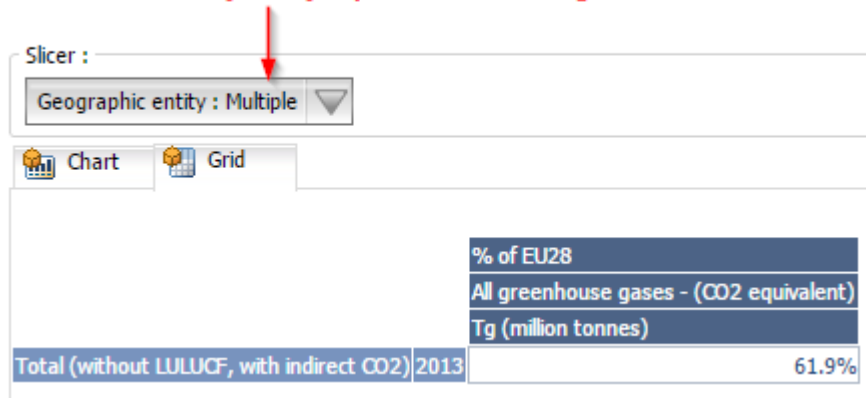 Slicer :
Geographic entity : Multiple
Chart
Grid
% of EU28
All greenhouse gases - (CO2 equivalent)
Tg (million tonnes)
Total (without LULUCF, with indirect CO2) 2013 61.9%